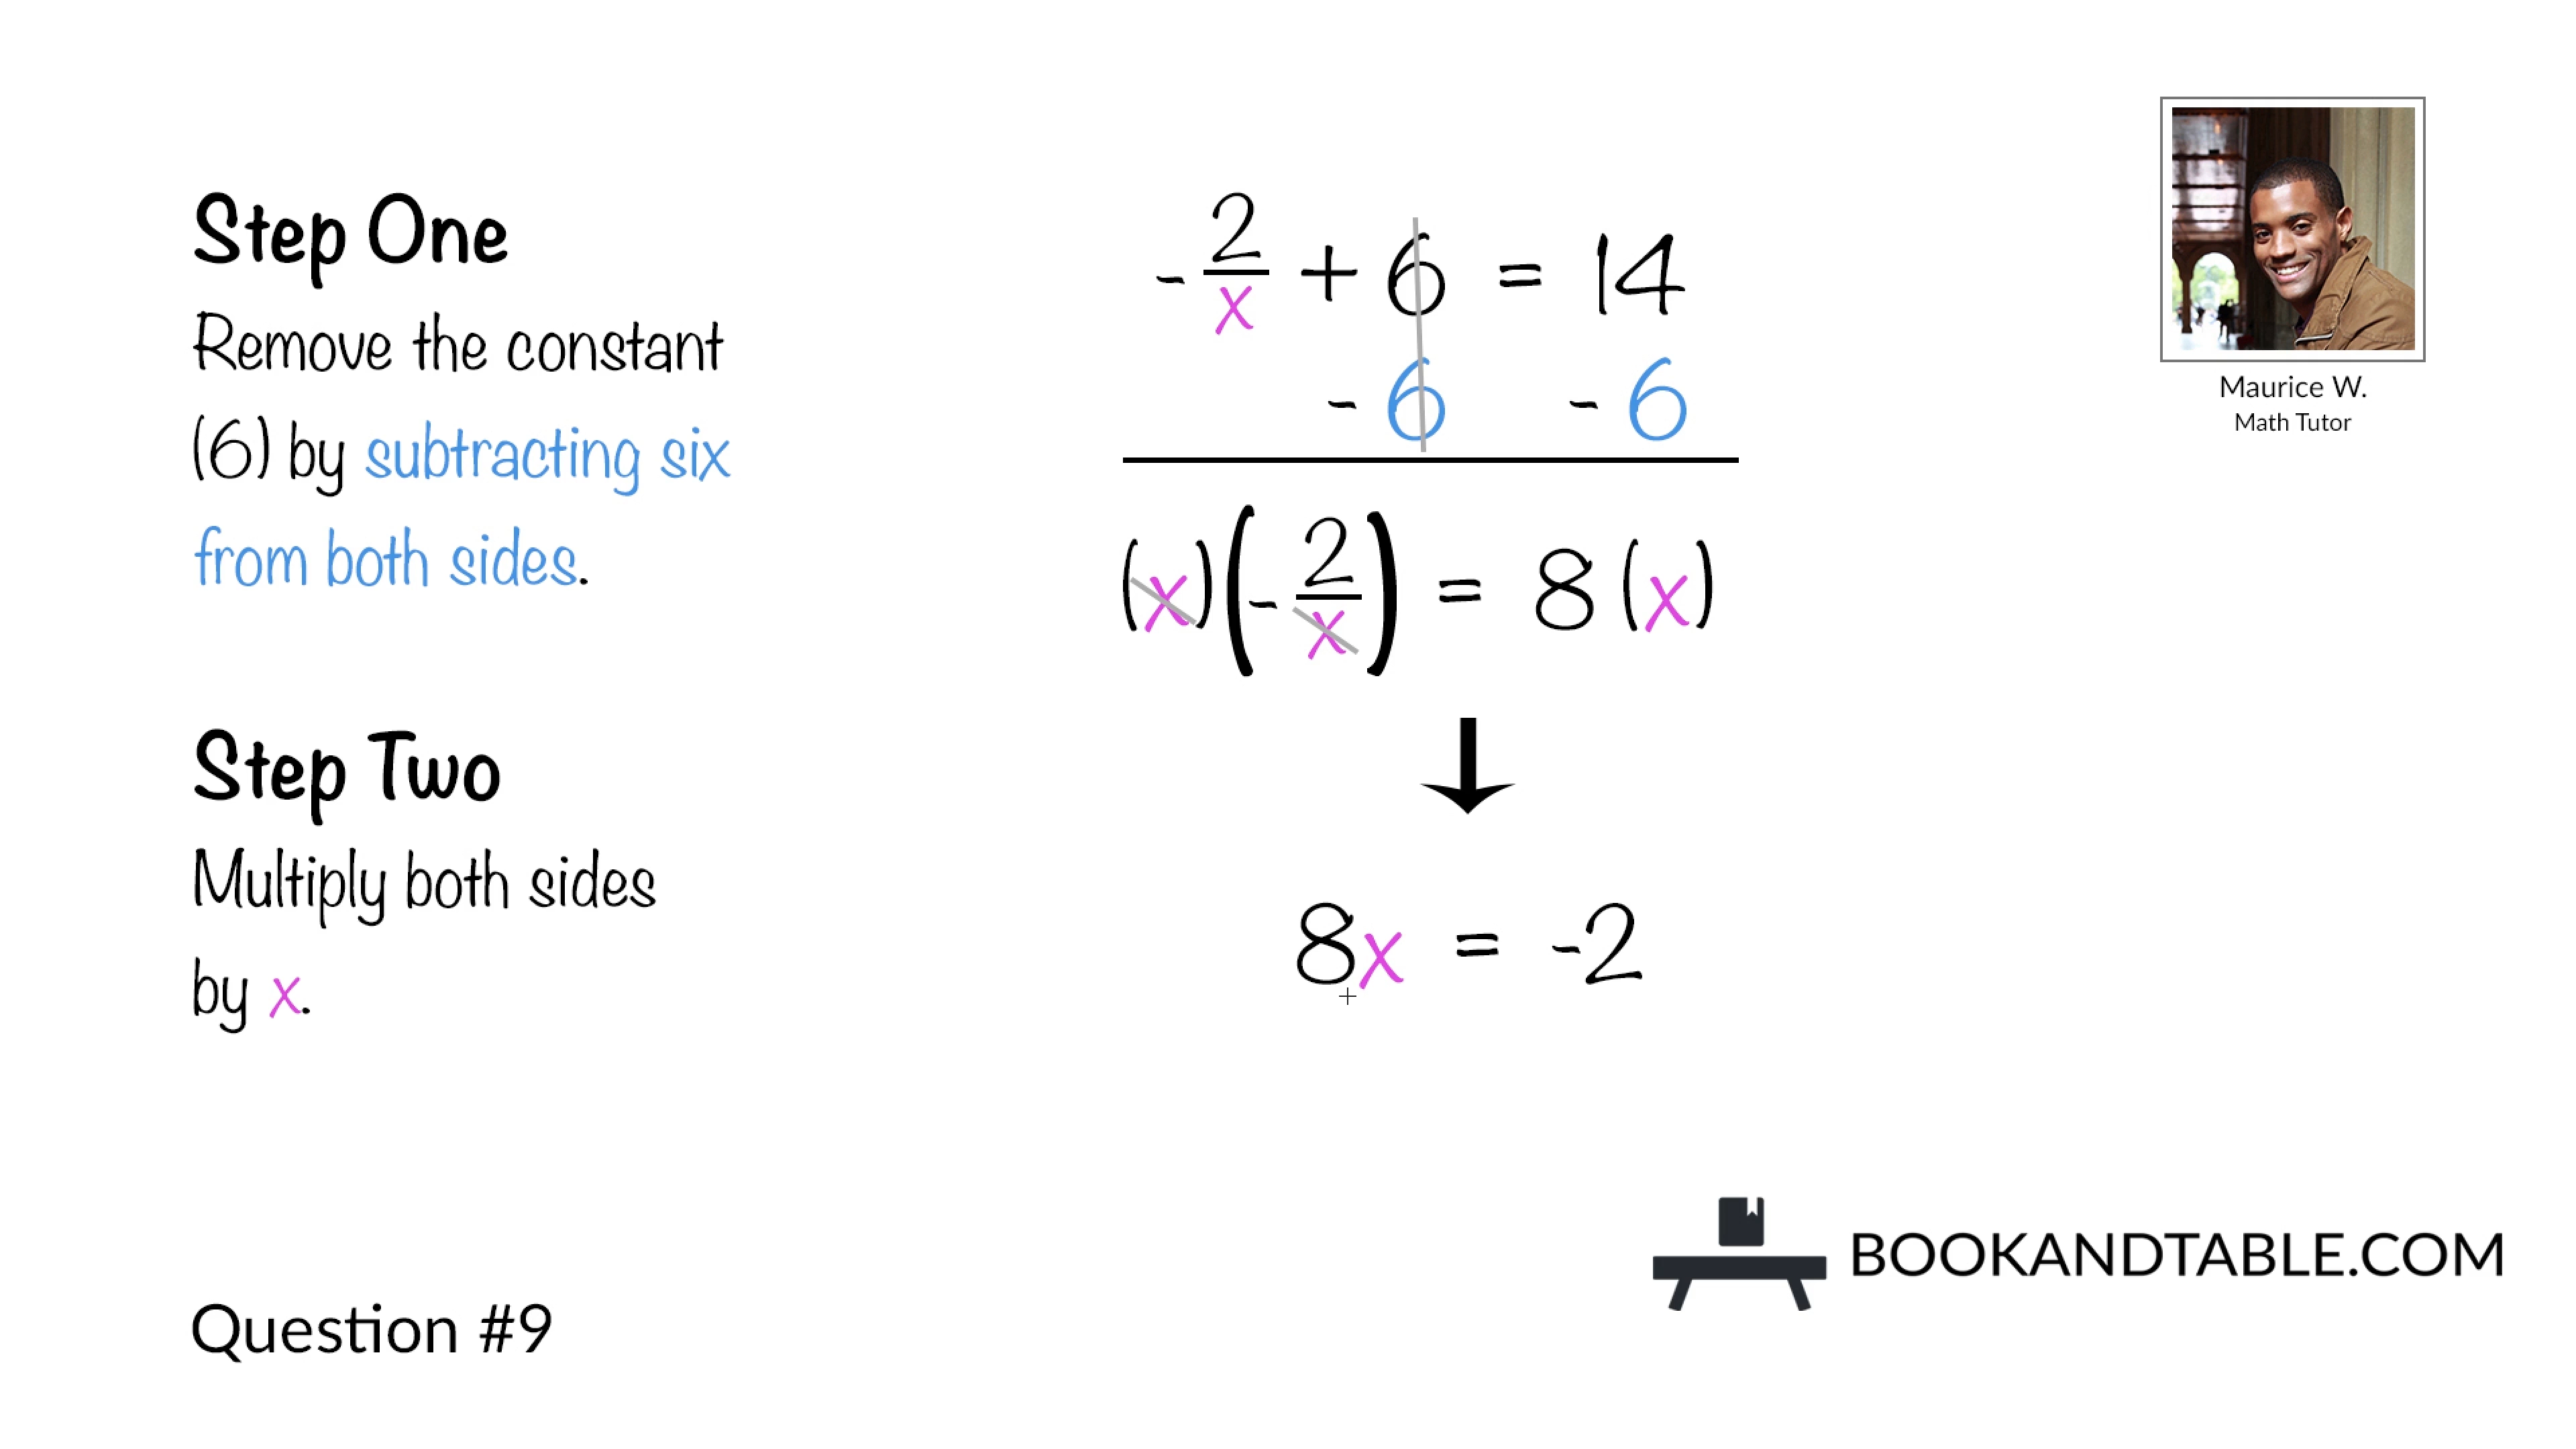 Step One
Remove the constant
(6) by subtracting six
from both sides.
Step Two
Multiply both sides
by x.
Question #9
- 2/x + 6 = 14
- 6 - 6
(x)(- 2/x) = 8 (x)
8x = -2
Maurice W.
Math Tutor
BOOKANDTABLE.COM